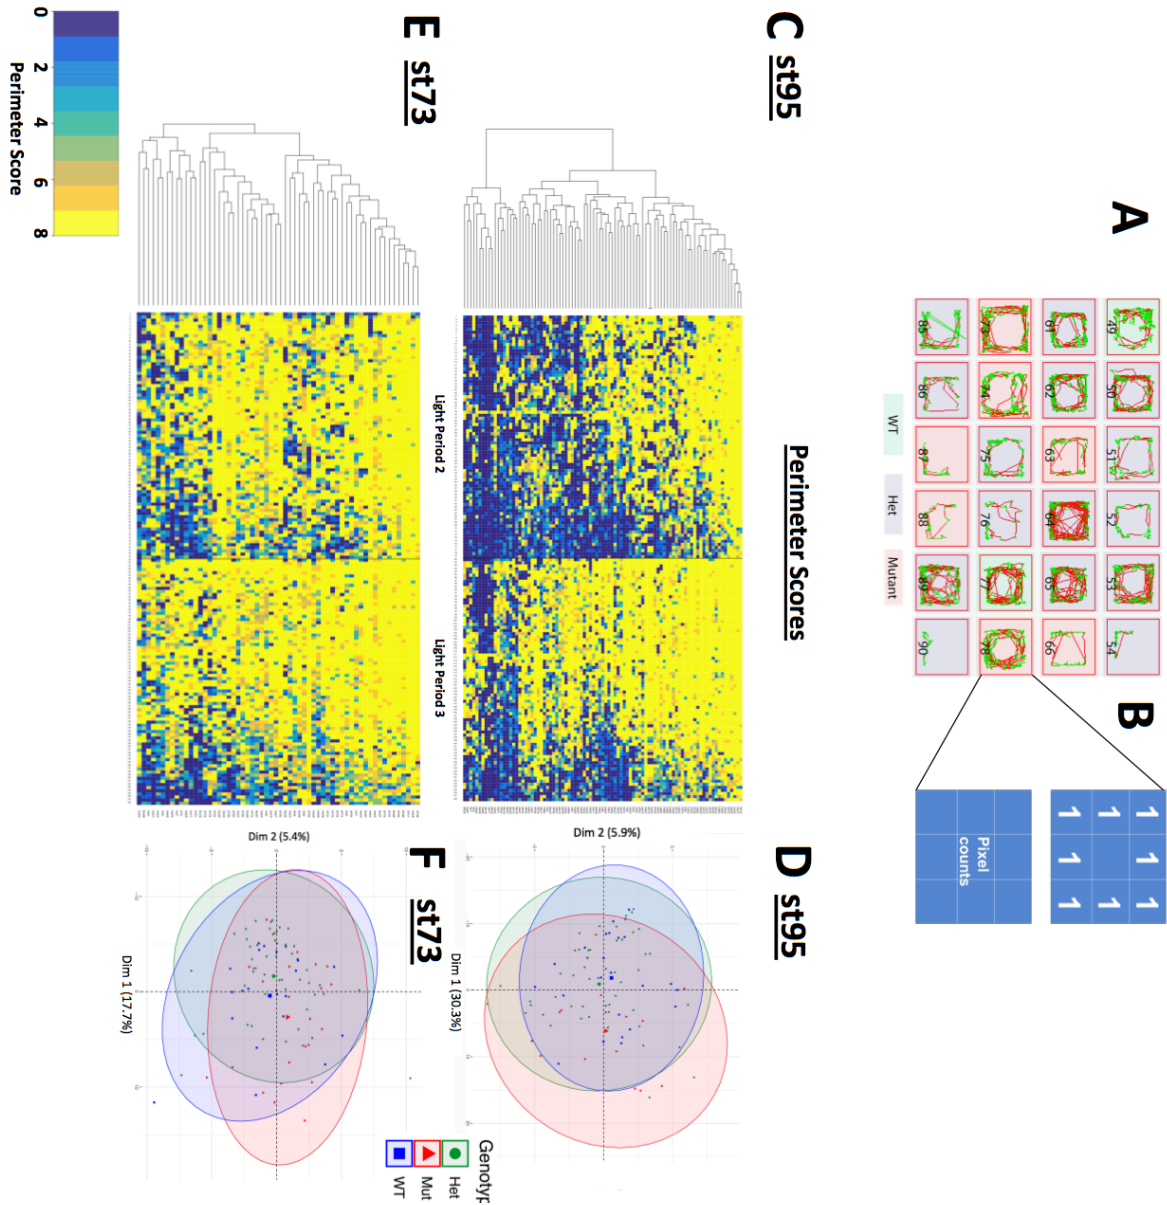 A
49 50 51 52 53 54
61 62 63 64 65 66
73 74 75 76 77 78
85 86 87 88 89 90
WT Het Mutant
B
1 1 1
1 1
1 1 1
Pixel
counts
Perimeter Scores
C st95
Light Period 2
Light Period 3
D st95
Dim 2 (5.9%)
Dim 1 (30.3%)
E st73
F st73
Dim 2 (5.4%)
Dim 1 (17.7%)
Genotyp
Het
Mut
WT
0 2 4 6 8
Perimeter Score